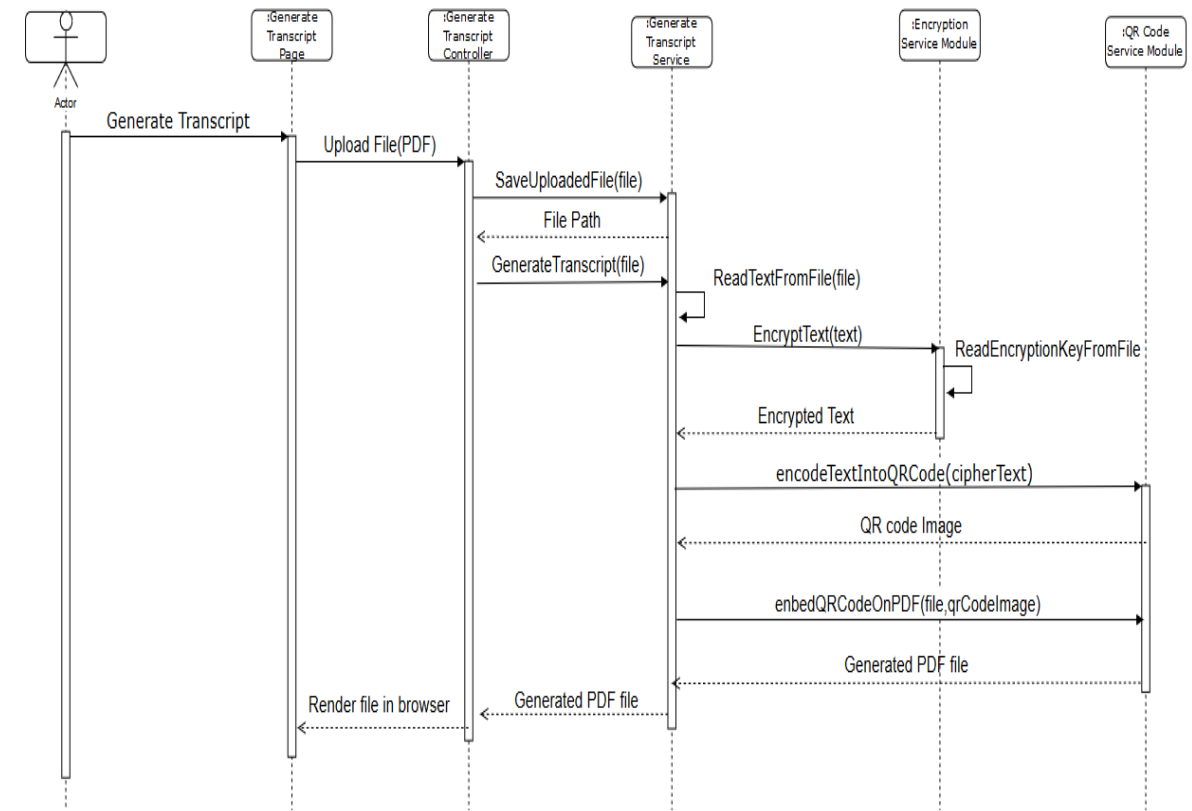 :Generate
Transcript
Page
:Generate
Transcript
Controller
:Generate
Transcript
Service
:Encryption
Service Module
:QR Code
Service Module
Actor
Generate Transcript
Upload File(PDF)
SaveUploadedFile(file)
File Path
GenerateTranscript(file)
ReadTextFromFile(file)
EncryptText(text)
ReadEncryptionKeyFromFile
Encrypted Text
encodeTextIntoQRCode(cipherText)
QR code Image
enbedQRCodeOnPDF(file,qrCodeImage)
Generated PDF file
Generated PDF file
Render file in browser